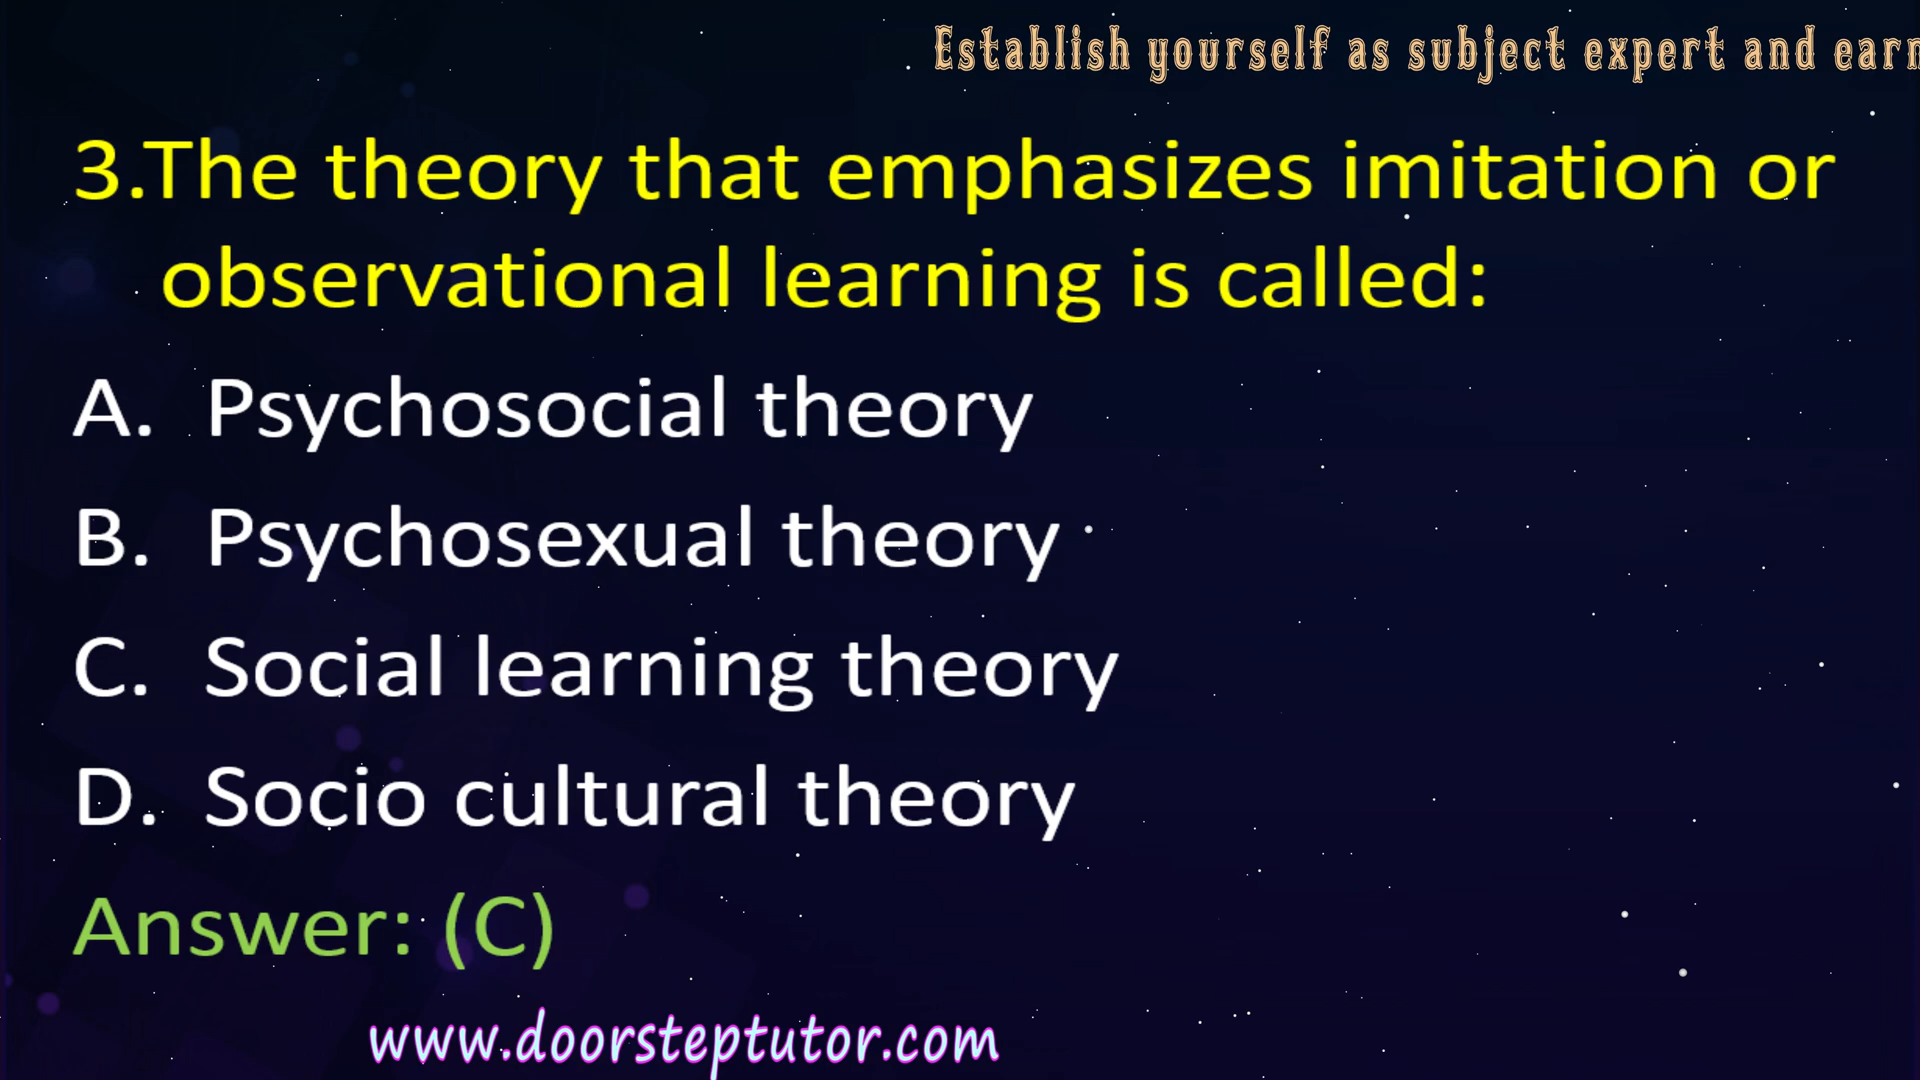 Establish yourself as subject expert and earn
3.The theory that emphasizes imitation or
observational learning is called:
A. Psychosocial theory
B. Psychosexual theory
C. Social learning theory
D. Socio cultural theory
Answer: (C)
www.doorsteptutor.com